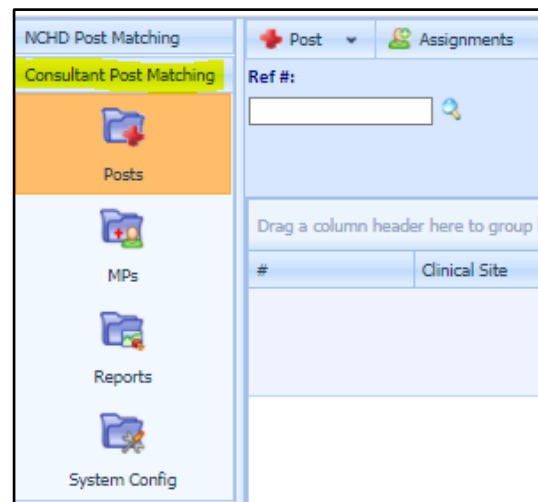 NCHD Post Matching
Consultant Post Matching
Posts
MPs
Reports
System Config
Post
Assignments
Ref #:
Drag a column header here to group
#
Clinical Site